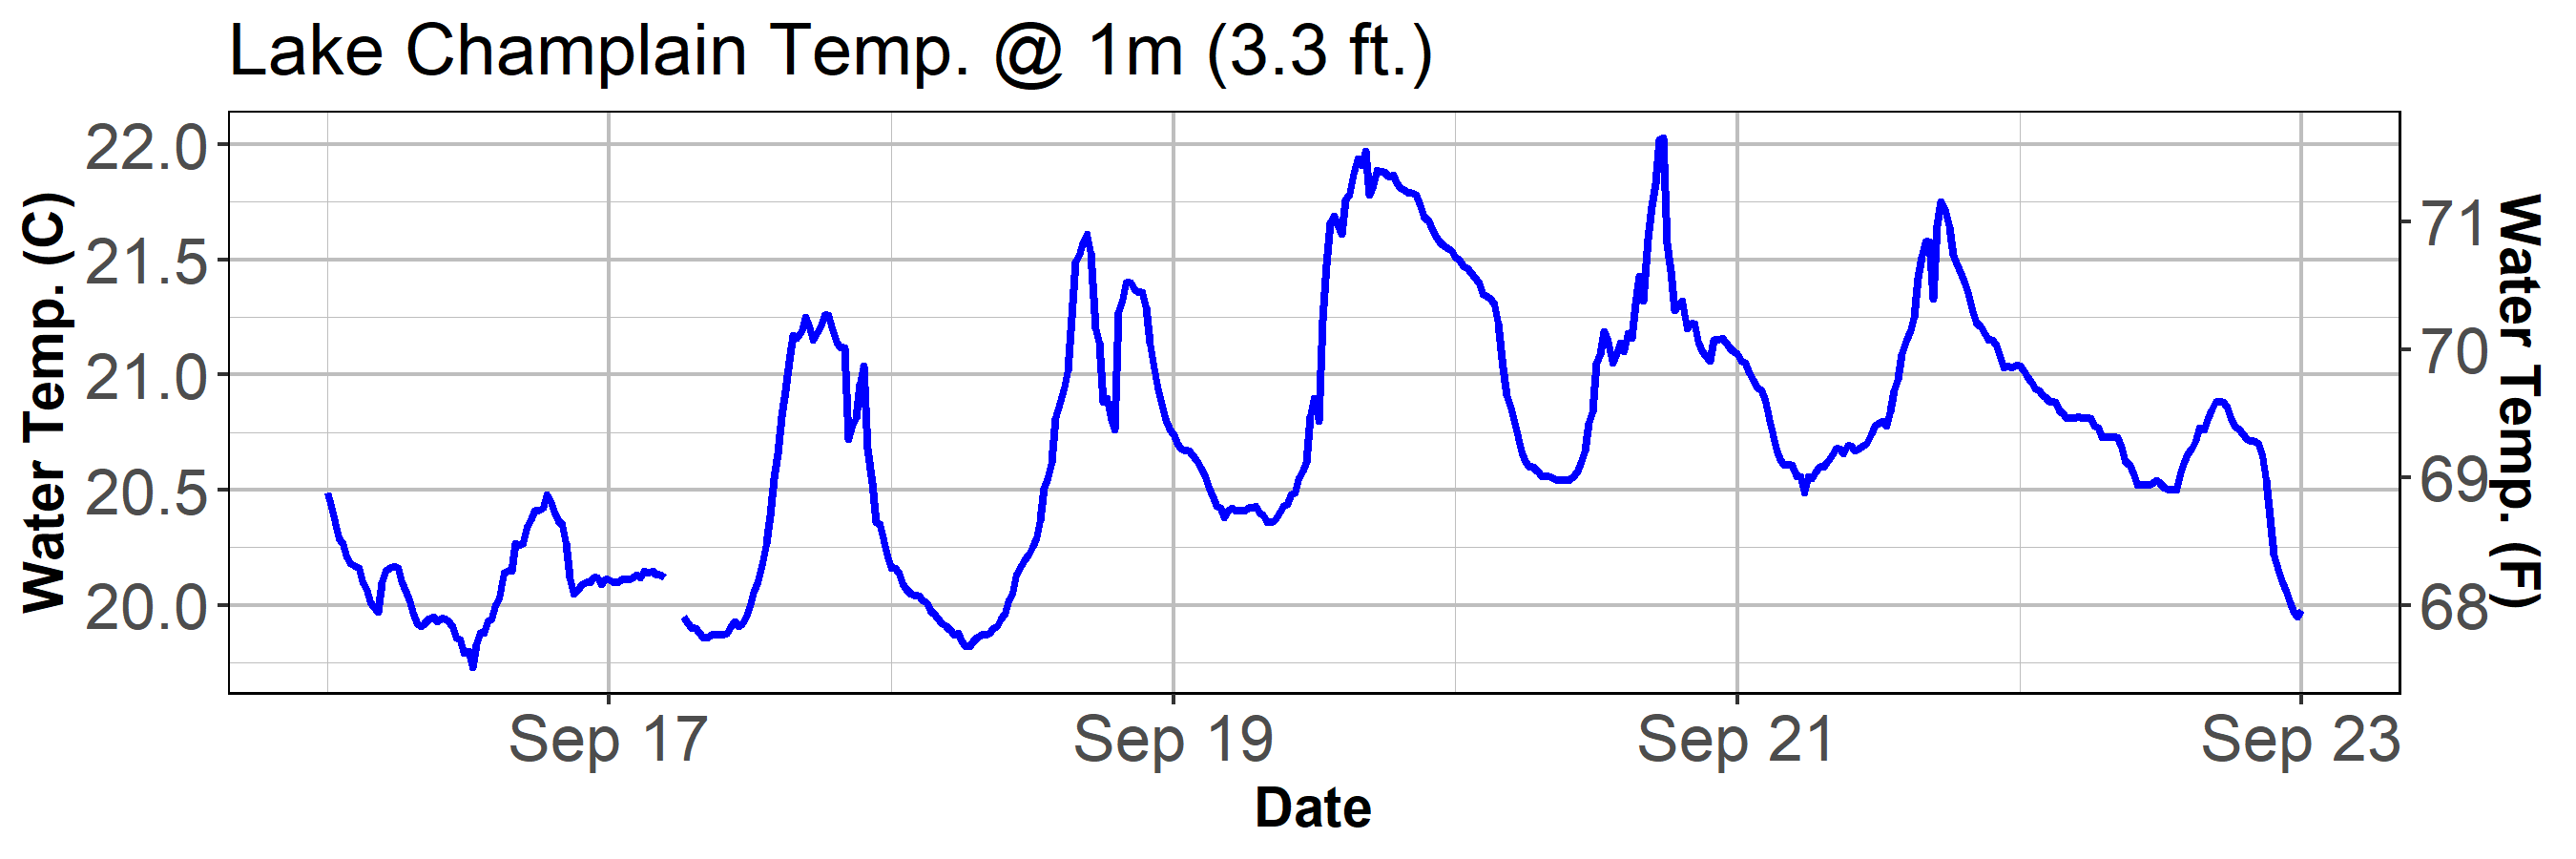 Lake Champlain Temp. @ 1m (3.3 ft.)
Water Temp. (C)
22.0
21.5
21.0
20.5
20.0
71
70
69
68
Water Temp. (F)
Sep 17 Sep 19 Sep 21 Sep 23
Date